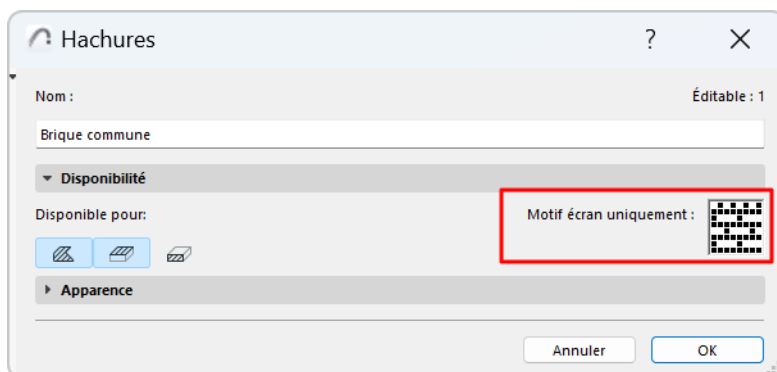 Hachures
?
Nom :
Éditable : 1
Brique commune
Disponibilité
Disponible pour:
Motif écran uniquement :
Apparence
Annuler
OK